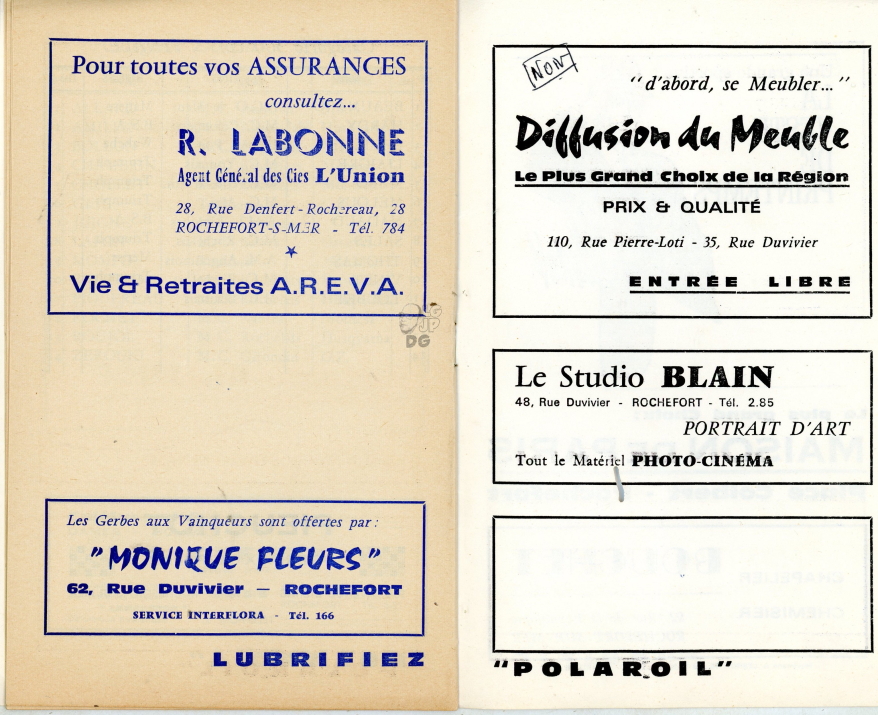 Pour toutes vos ASSURANCES
consultez...
R. LABONNE
Agent Général des Cies L'Union
28, Rue Denfert-Rochereau, 28
ROCHEFORT-S-MER - Tél. 784
Vie & Retraites A.R.E.V.A.
Les Gerbes aux Vainqueurs sont offertes par :
"MONIQUE FLEURS"
62, Rue Duvivier — ROCHEFORT
SERVICE INTERFLORA - Tél. 166
LUBRIFIEZ
NON
"d'abord, se Meubler..."
Diffusion du Meuble
Le Plus Grand Choix de la Région
PRIX & QUALITÉ
110, Rue Pierre-Loti - 35, Rue Duvivier
ENTRÉE LIBRE
Le Studio BLAIN
48, Rue Duvivier - ROCHEFORT - Tél. 2.85
PORTRAIT D'ART
Tout le Matériel PHOTO-CINÉMA
"POLAROIL"